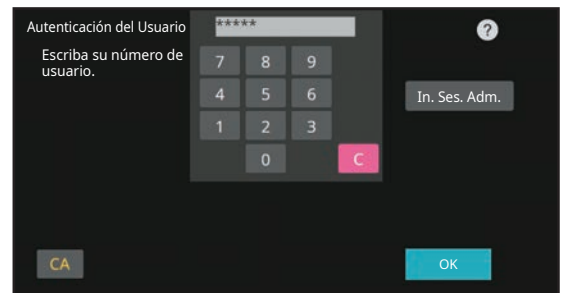 Autenticación del Usuario
*****
?
Escriba su número de
usuario.
7 8 9
4 5 6
In. Ses. Adm.
1 2 3
0 C
CA
OK